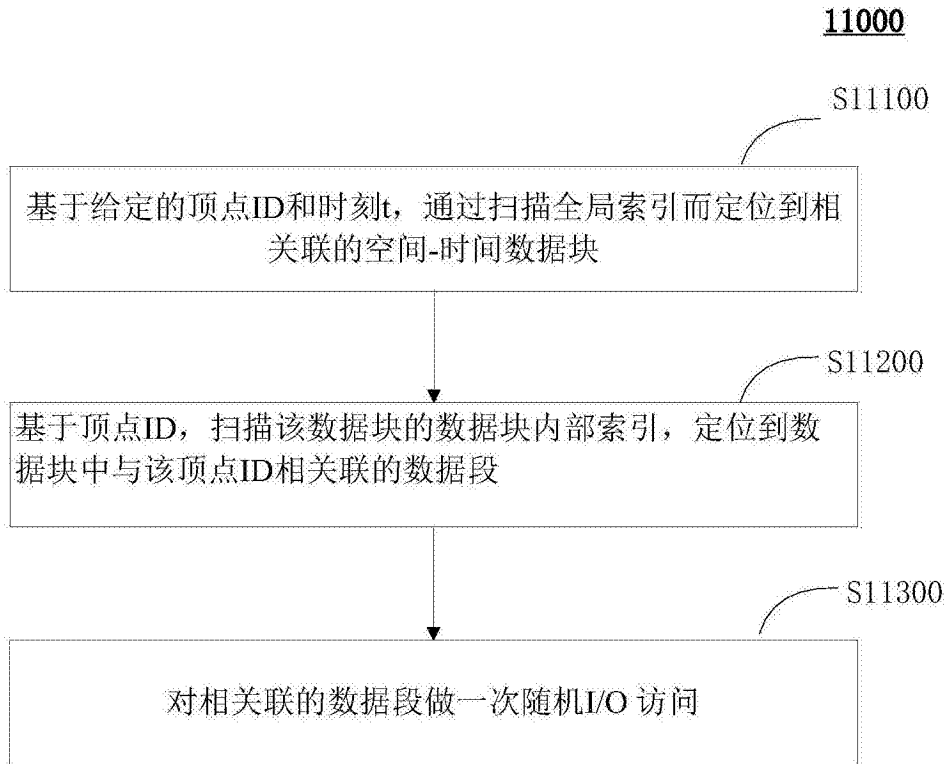 11000
S11100
基于给定的顶点ID和时刻t，通过扫描全局索引而定位到相
关联的空间-时间数据块
S11200
基于顶点ID，扫描该数据块的数据块内部索引，定位到数
据块中与该顶点ID相关联的数据段
S11300
对相关联的数据段做一次随机I/O 访问